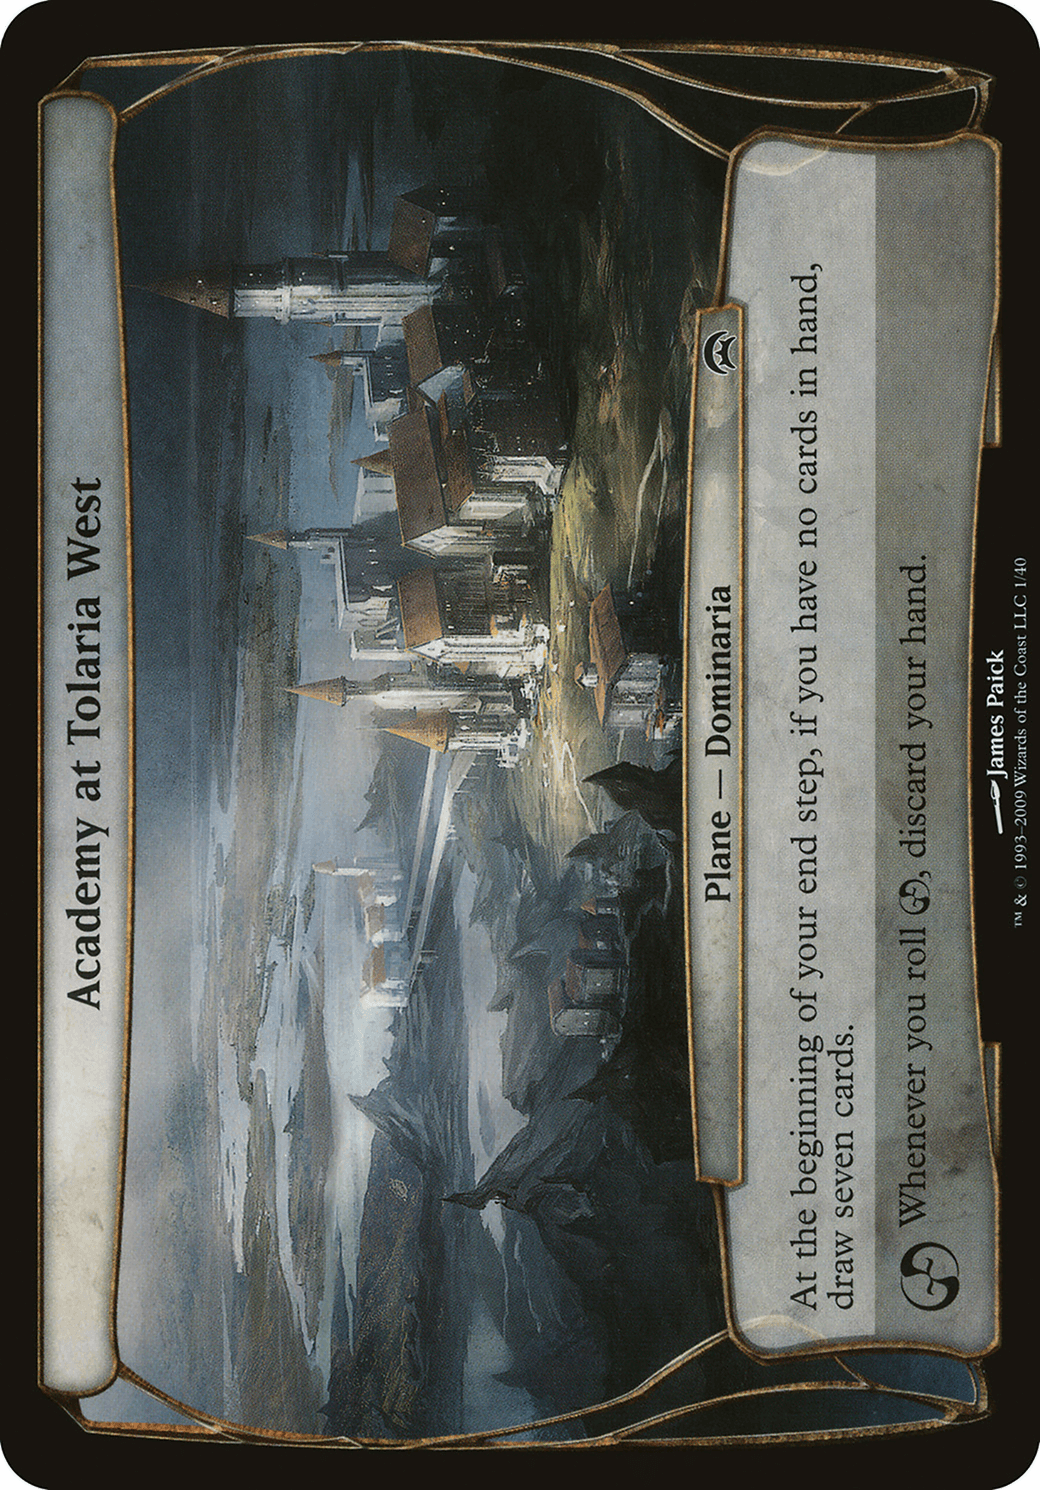 Academy at Tolaria West
Plane — Dominaria
At the beginning of your end step, if you have no cards in hand,
draw seven cards.
Whenever you roll , discard your hand.
James Paick
™ & © 1993–2009 Wizards of the Coast LLC 1/40